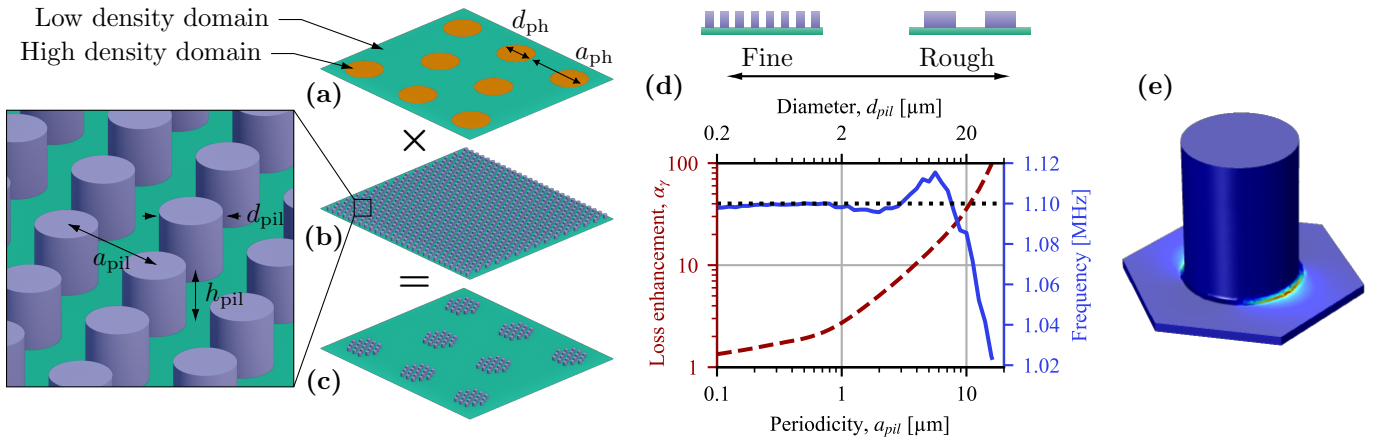 Low density domain
High density domain
d_ph
a_ph
(a)
×
d_pil
a_pil
h_pil
(b)
=
(c)
Fine
Rough
(d)
Diameter, d_pil [µm]
0.2
2
20
100
10
1
Loss enhancement, α_γ
1.12
1.10
1.08
1.06
1.04
1.02
Frequency [MHz]
0.1
1
10
Periodicity, a_pil [µm]
(e)